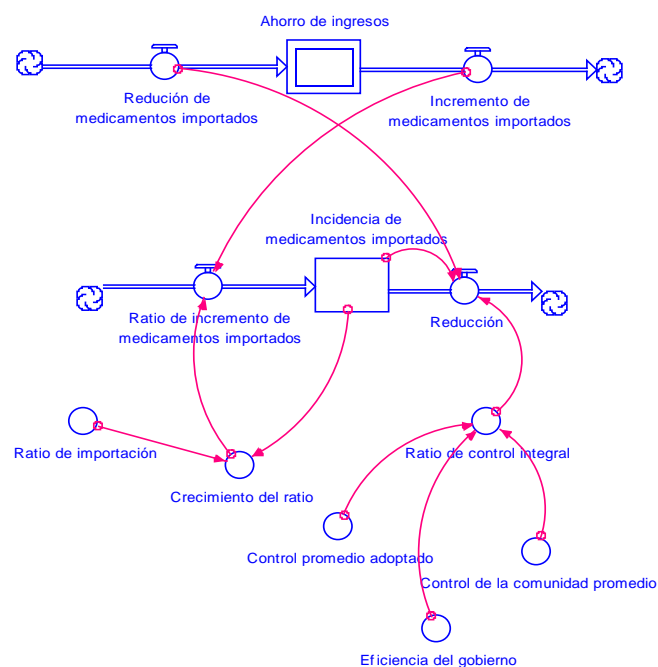 Ahorro de ingresos
Redución de
medicamentos importados
Incremento de
medicamentos importados
Incidencia de
medicamentos importados
Ratio de incremento de
medicamentos importados
Reducción
Ratio de importación
Crecimiento del ratio
Ratio de control integral
Control promedio adoptado
Control de la comunidad promedio
Eficiencia del gobierno